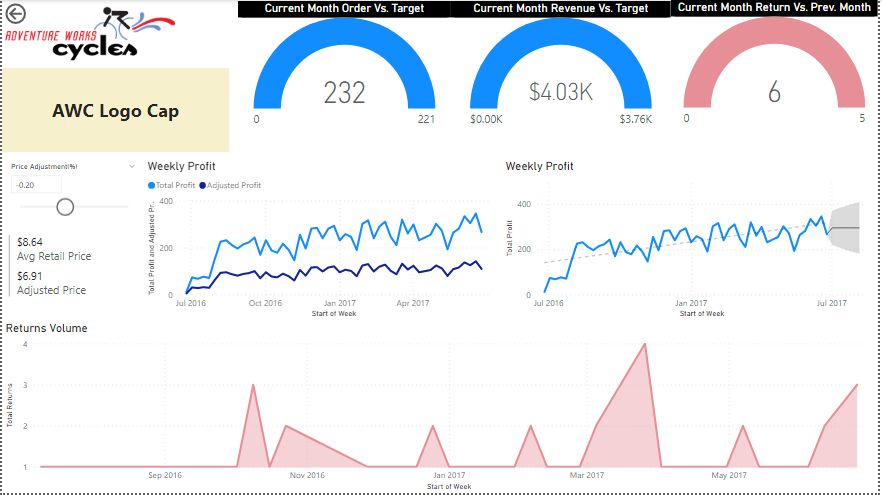 Current Month Order Vs. Target
Current Month Revenue Vs. Target
Current Month Return Vs. Prev. Month
ADVENTURE WORKS
cycles
232
0
221
$4.03K
$0.00K
$3.76K
6
0
5
AWC Logo Cap
Price Adjustment(%)
-0.20
$8.64
Avg Retail Price
$6.91
Adjusted Price
Weekly Profit
Total Profit
Adjusted Profit
Total Profit and Adjusted Pr...
400
200
0
Jul 2016
Oct 2016
Jan 2017
Apr 2017
Start of Week
Weekly Profit
Total Profit
400
200
0
Jul 2016
Jan 2017
Jul 2017
Start of Week
Returns Volume
Total Returns
4
3
2
1
Sep 2016
Nov 2016
Jan 2017
Mar 2017
May 2017
Start of Week